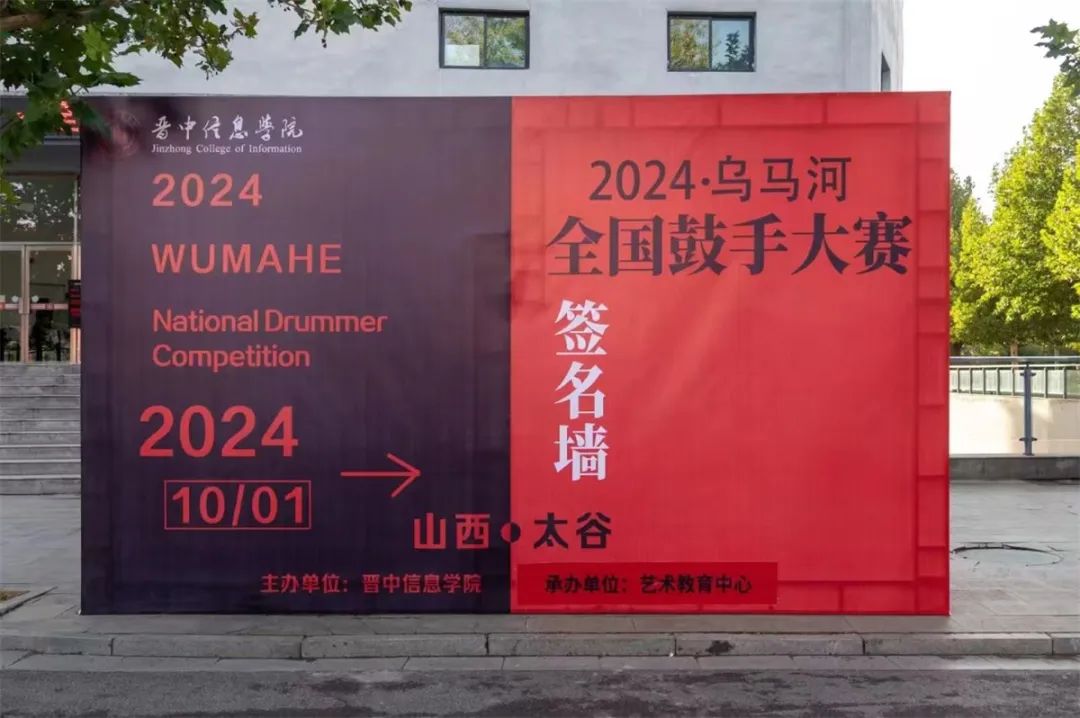 晋中信息学院
Jinzhong College of Information
2024
WUMAHE
National Drummer
Competition
2024
10/01
2024·乌马河
全国鼓手大赛
签名墙
山西•太谷
主办单位：晋中信息学院
承办单位：艺术教育中心